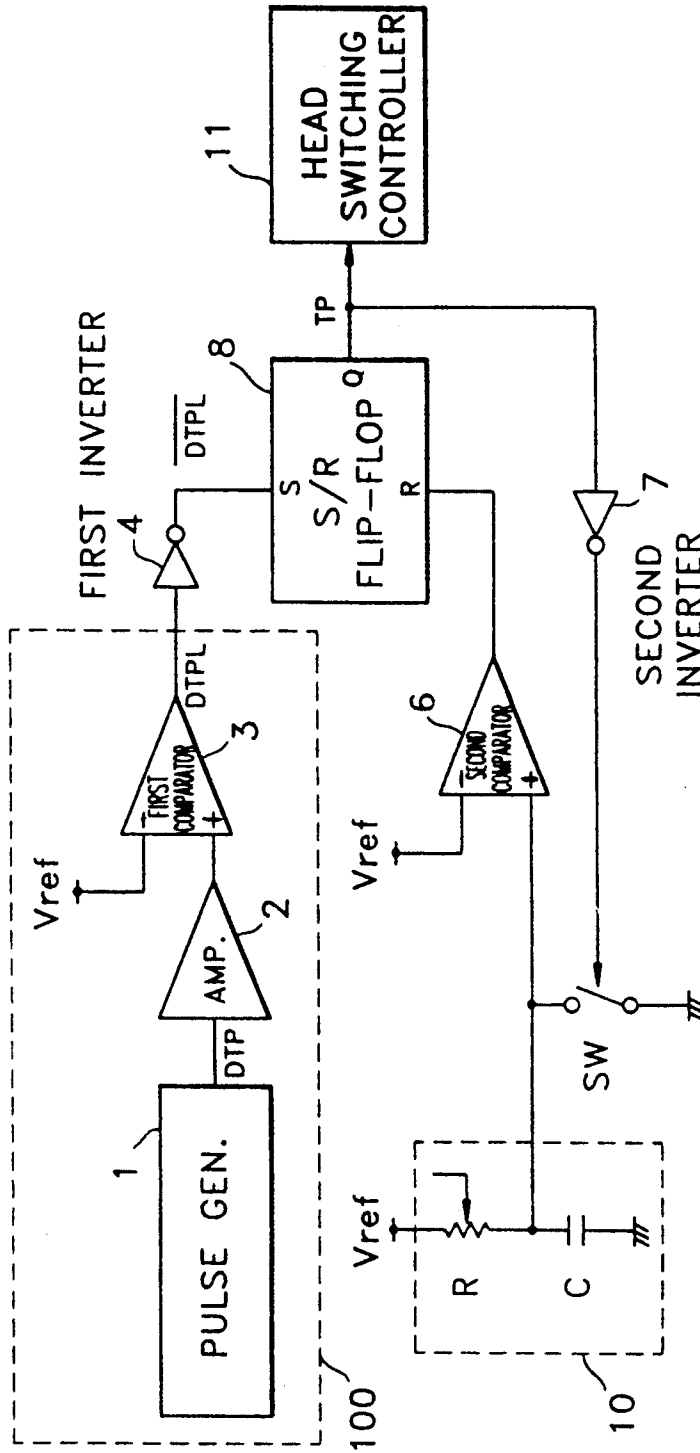 100
1
PULSE GEN.
DTP
AMP.
2
Vref
−
FIRST
COMPARATOR
+
3
DTPL
FIRST INVERTER
4
DTPL
8
S
S/R
FLIP-FLOP
Q
R
TP
11
HEAD
SWITCHING
CONTROLLER
10
Vref
R
C
SW
Vref
−
SECOND
COMPARATOR
+
6
7
SECOND
INVERTER